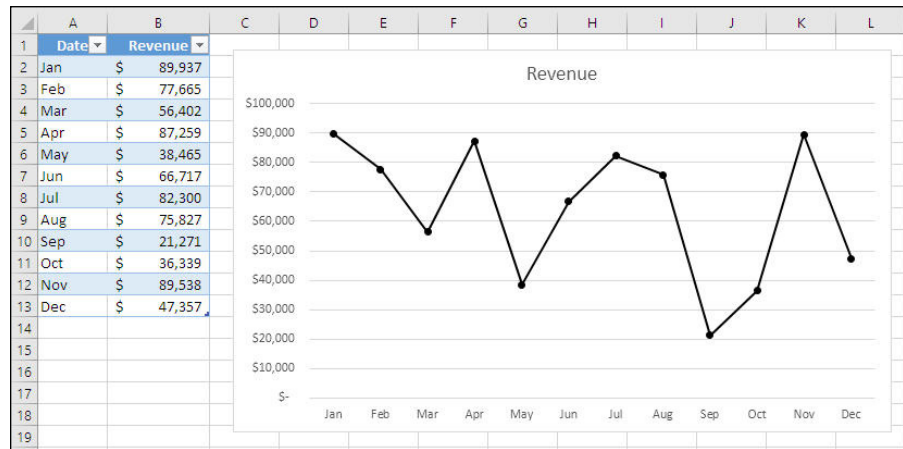 A B C D E F G H I J K L
1 Date Revenue
2 Jan $ 89,937
3 Feb $ 77,665
4 Mar $ 56,402
5 Apr $ 87,259
6 May $ 38,465
7 Jun $ 66,717
8 Jul $ 82,300
9 Aug $ 75,827
10 Sep $ 21,271
11 Oct $ 36,339
12 Nov $ 89,538
13 Dec $ 47,357
14
15
16
17
18
19
Revenue
$100,000
$90,000
$80,000
$70,000
$60,000
$50,000
$40,000
$30,000
$20,000
$10,000
$-
Jan Feb Mar Apr May Jun Jul Aug Sep Oct Nov Dec